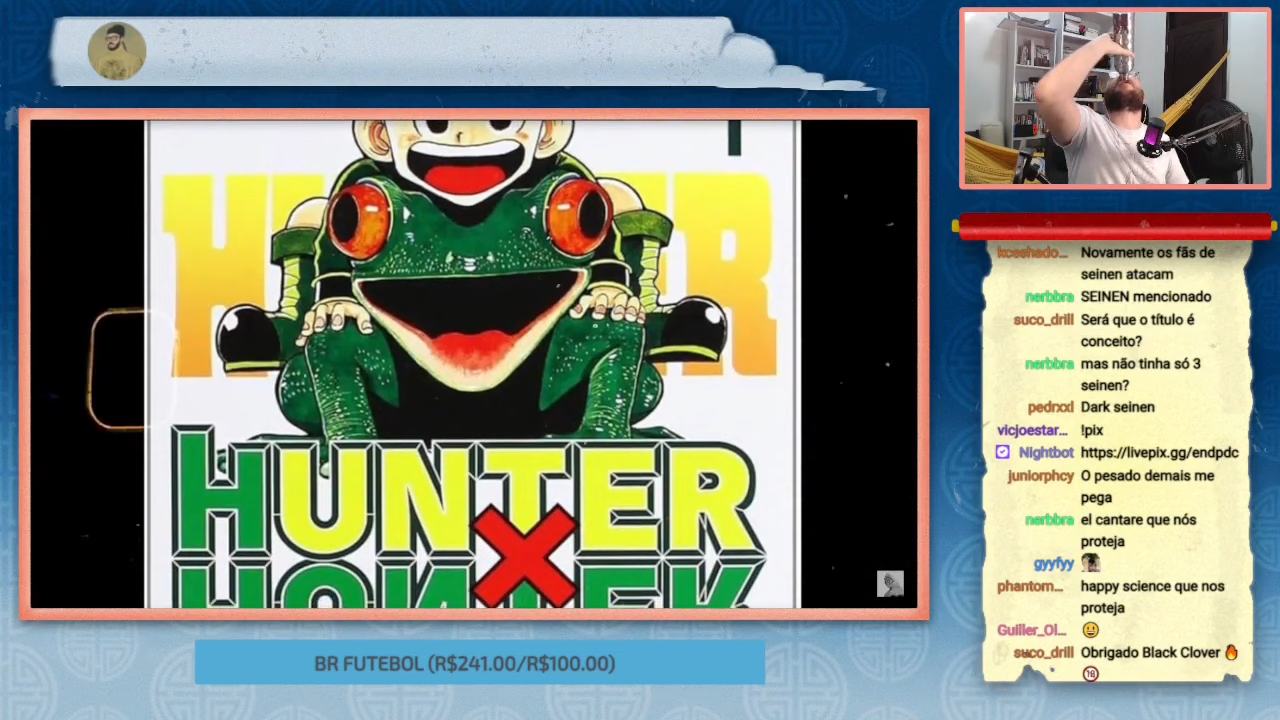 HUNTER
HUNTER
×
HUNTER
kceshado... Novamente os fãs de
seinen atacam
nerbbra SEINEN mencionado
suco_drill Será que o título é
conceito?
nerbbra mas não tinha só 3
seinen?
pedrxxl Dark seinen
vicjoestar... !pix
Nightbot https://livepix.gg/endpdc
juniorphcy O pesado demais me
pega
nerbbra el cantare que nós
proteja
gyyfyy
phantom... happy science que nos
proteja
Guiller_Ol... 😃
suco_drill Obrigado Black Clover 🔥
🔞
BR FUTEBOL (R$241.00/R$100.00)